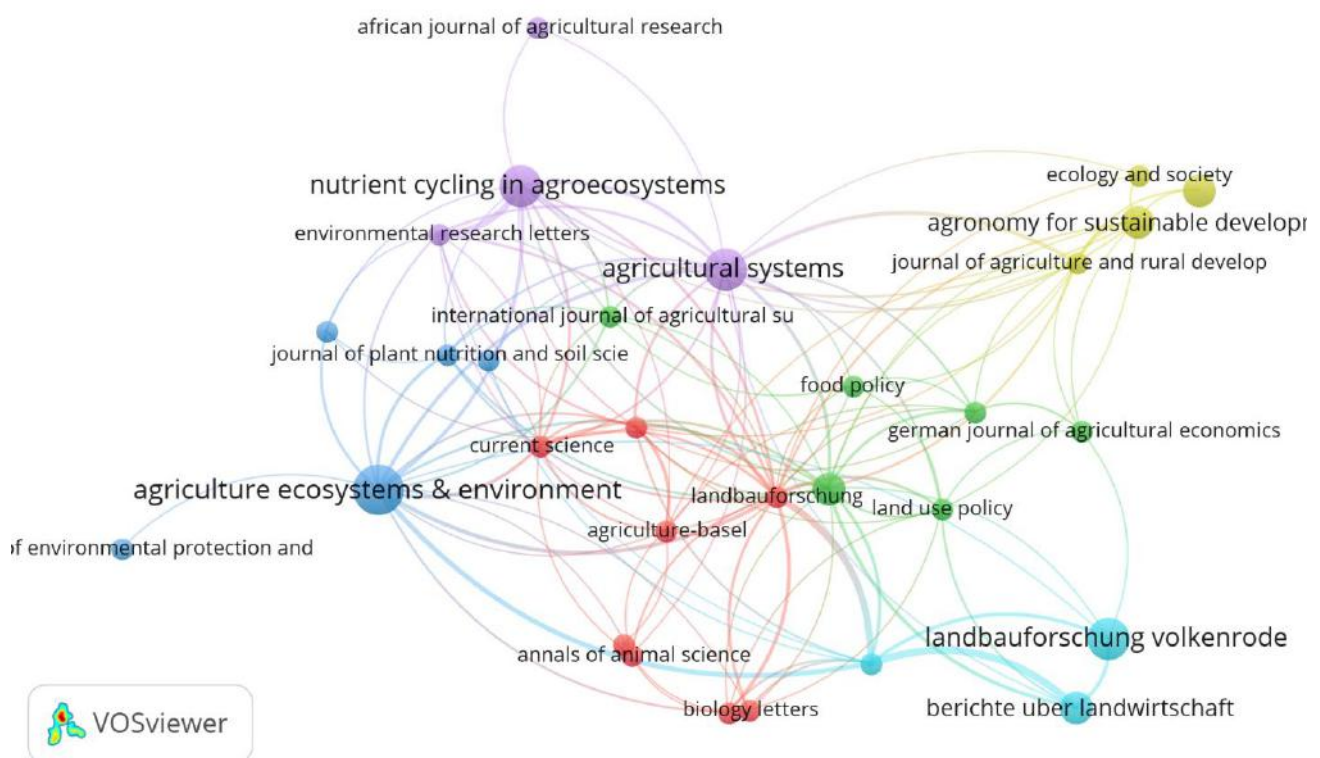 african journal of agricultural research
ecology and society
nutrient cycling in agroecosystems
agronomy for sustainable developr
environmental research letters
journal of agriculture and rural develop
agricultural systems
international journal of agricultural su
journal of plant nutrition and soil scie
food policy
german journal of agricultural economics
current science
agriculture ecosystems & environment
landbauforschung
land use policy
agriculture-basel
of environmental protection and
landbauforschung volkenrode
annals of animal science
biology letters
berichte uber landwirtschaft
VOSviewer